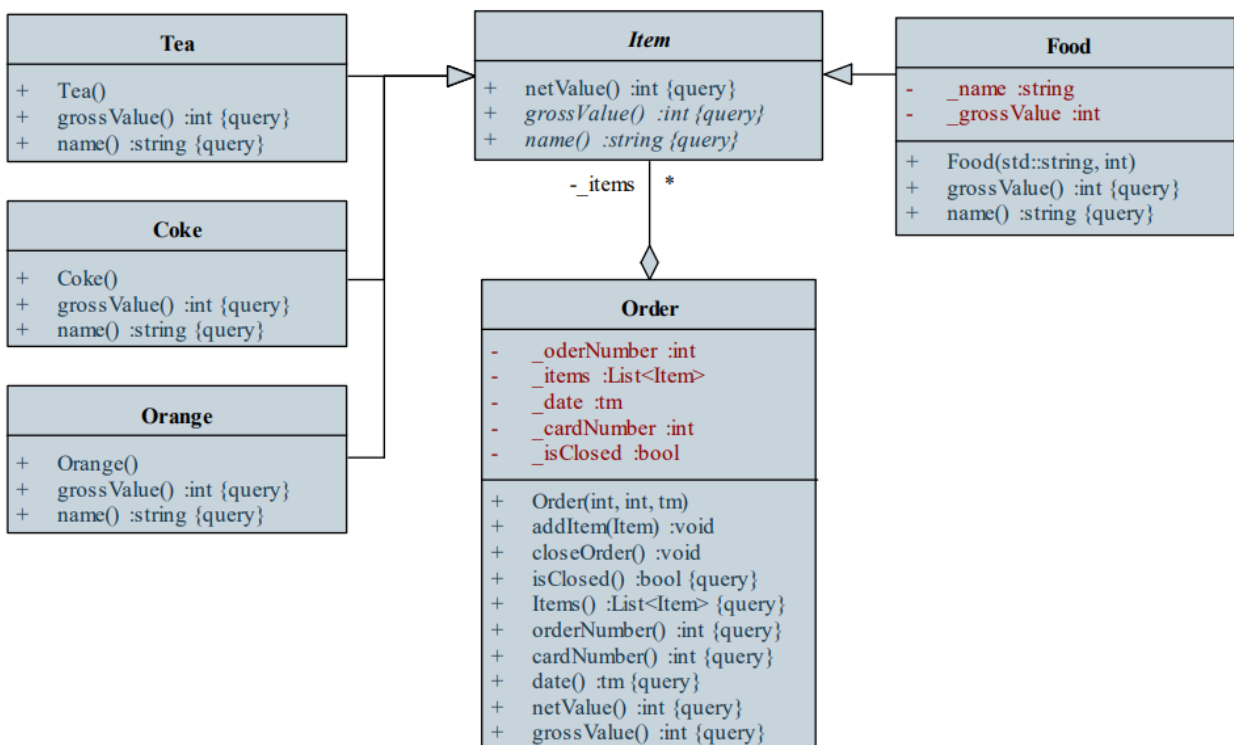 Tea
+ Tea()
+ grossValue() :int {query}
+ name() :string {query}
Coke
+ Coke()
+ grossValue() :int {query}
+ name() :string {query}
Orange
+ Orange()
+ grossValue() :int {query}
+ name() :string {query}
Item
+ netValue() :int {query}
+ grossValue() :int {query}
+ name() :string {query}
-_items *
Order
- _oderNumber :int
- _items :List<Item>
- _date :tm
- _cardNumber :int
- _isClosed :bool
+ Order(int, int, tm)
+ addItem(Item) :void
+ closeOrder() :void
+ isClosed() :bool {query}
+ Items() :List<Item> {query}
+ orderNumber() :int {query}
+ cardNumber() :int {query}
+ date() :tm {query}
+ netValue() :int {query}
+ grossValue() :int {query}
Food
- _name :string
- _grossValue :int
+ Food(std::string, int)
+ grossValue() :int {query}
+ name() :string {query}